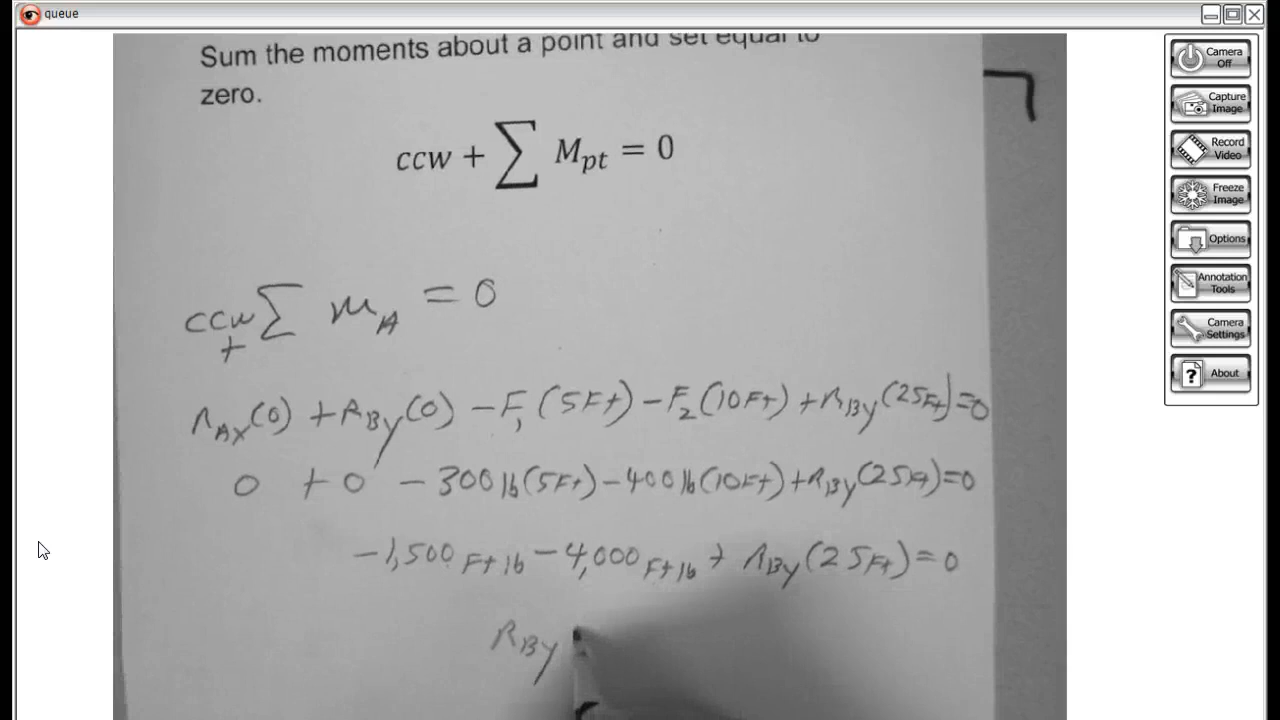 queue
Sum the moments about a point and set equal to
zero.
ccw + ∑ M_pt = 0
ccw + ∑ M_A = 0
R_Ax(0) + R_By(0) - F_1(5Ft) - F_2(10Ft) + R_By(25Ft) = 0
0 + 0 - 300 lb(5Ft) - 400 lb(10Ft) + R_By(25Ft) = 0
-1,500 Ft lb - 4,000 Ft lb + R_By(25Ft) = 0
R_By
Camera
Off
Capture
Image
Record
Video
Freeze
Image
Options
Annotation
Tools
Camera
Settings
About